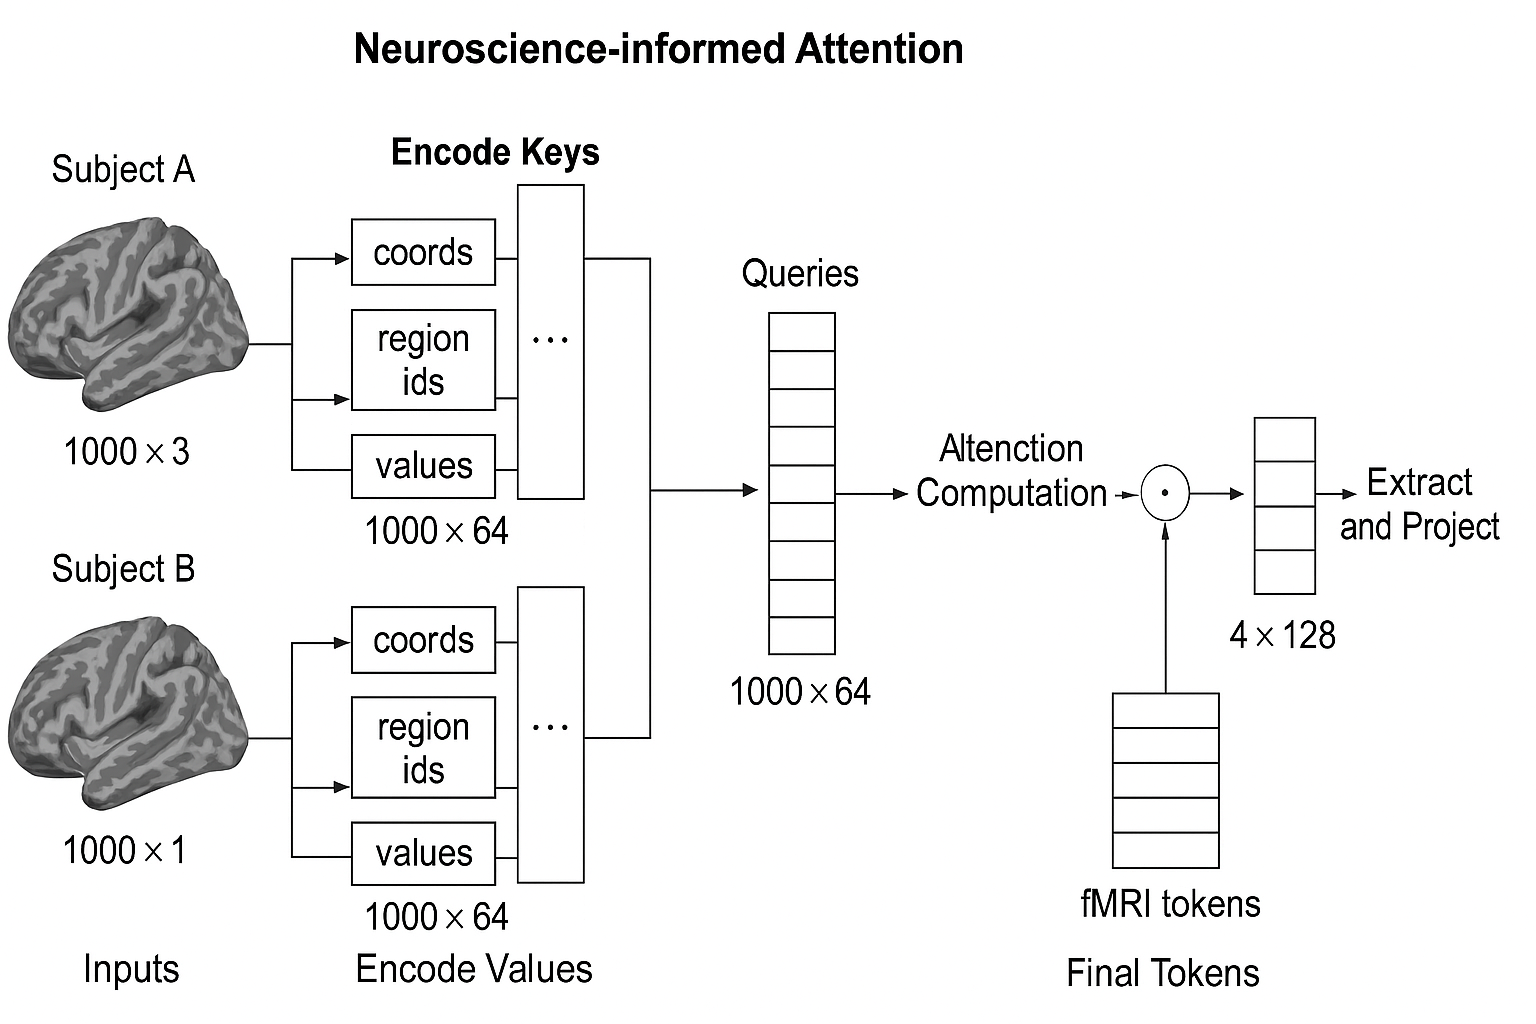 Neuroscience-informed Attention
Subject A
1000 × 3
Encode Keys
coords
region
ids
values
...
1000 × 64
Subject B
1000 × 1
coords
region
ids
values
...
1000 × 64
Inputs
Encode Values
Queries
1000 × 64
Altenction
Computation
4 × 128
Extract
and Project
fMRI tokens
Final Tokens